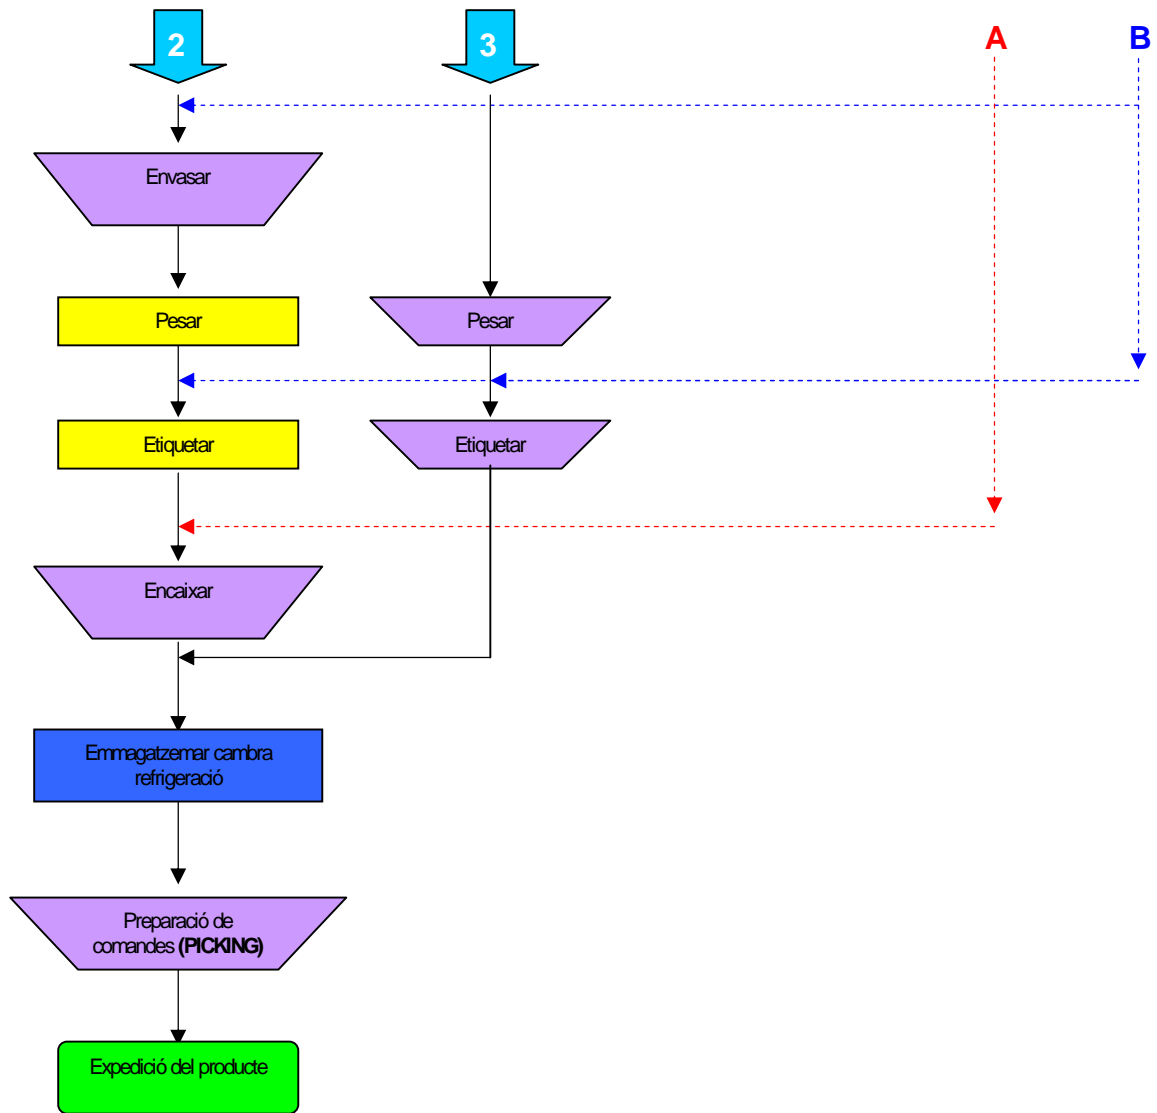 2
3
A
B
Envasar
Pesar
Pesar
Etiquetar
Etiquetar
Encaixar
Emmagatzemar cambra
refrigeració
Preparació de
comandes (PICKING)
Expedició del producte